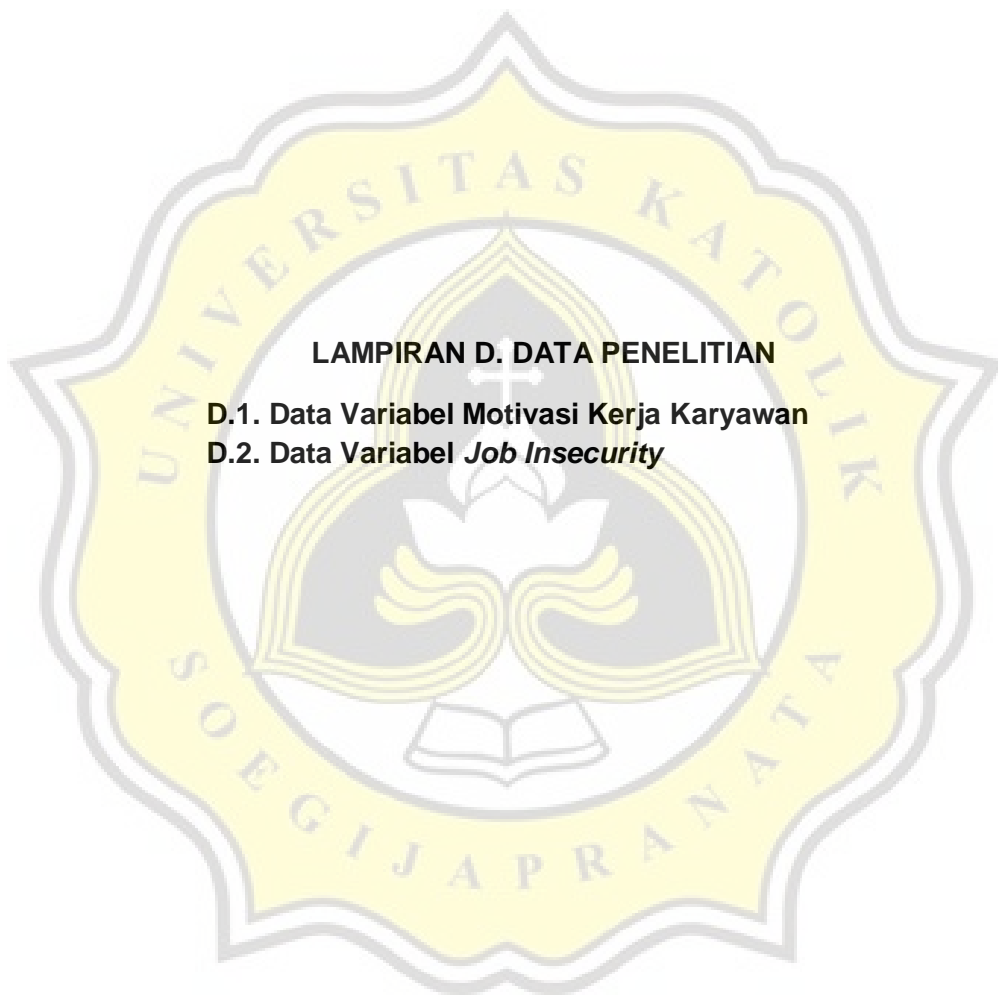 UNIVERSITAS KATOLIK
LAMPIRAN D. DATA PENELITIAN
D.1. Data Variabel Motivasi Kerja Karyawan
D.2. Data Variabel Job Insecurity
SOEGIJAPRANATA